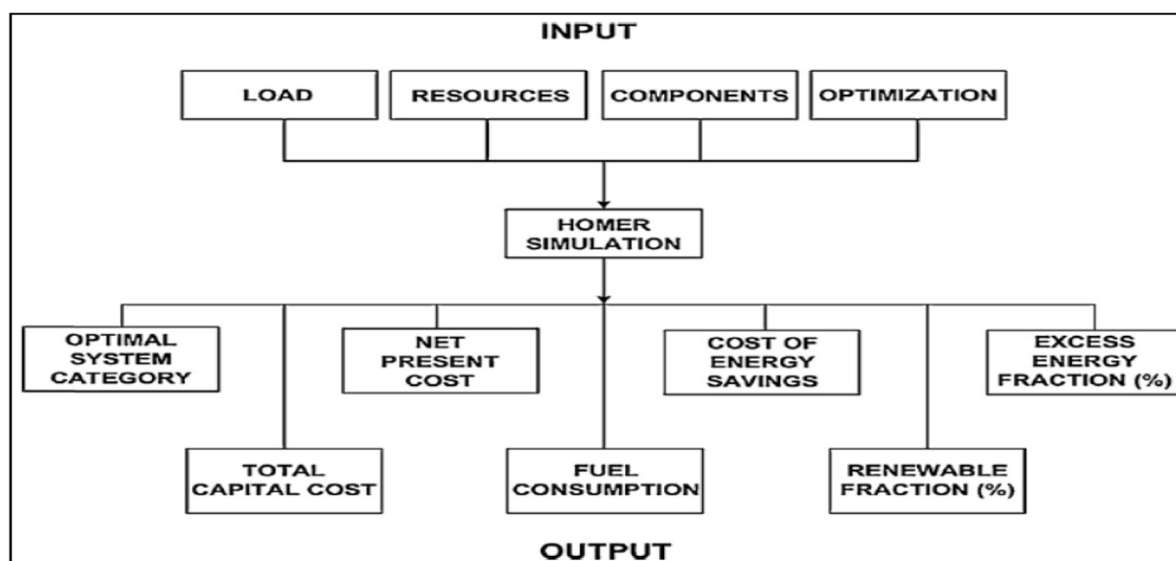 INPUT
LOAD
RESOURCES
COMPONENTS
OPTIMIZATION
HOMER
SIMULATION
OPTIMAL
SYSTEM
CATEGORY
NET
PRESENT
COST
COST OF
ENERGY
SAVINGS
EXCESS
ENERGY
FRACTION (%)
TOTAL
CAPITAL COST
FUEL
CONSUMPTION
RENEWABLE
FRACTION (%)
OUTPUT